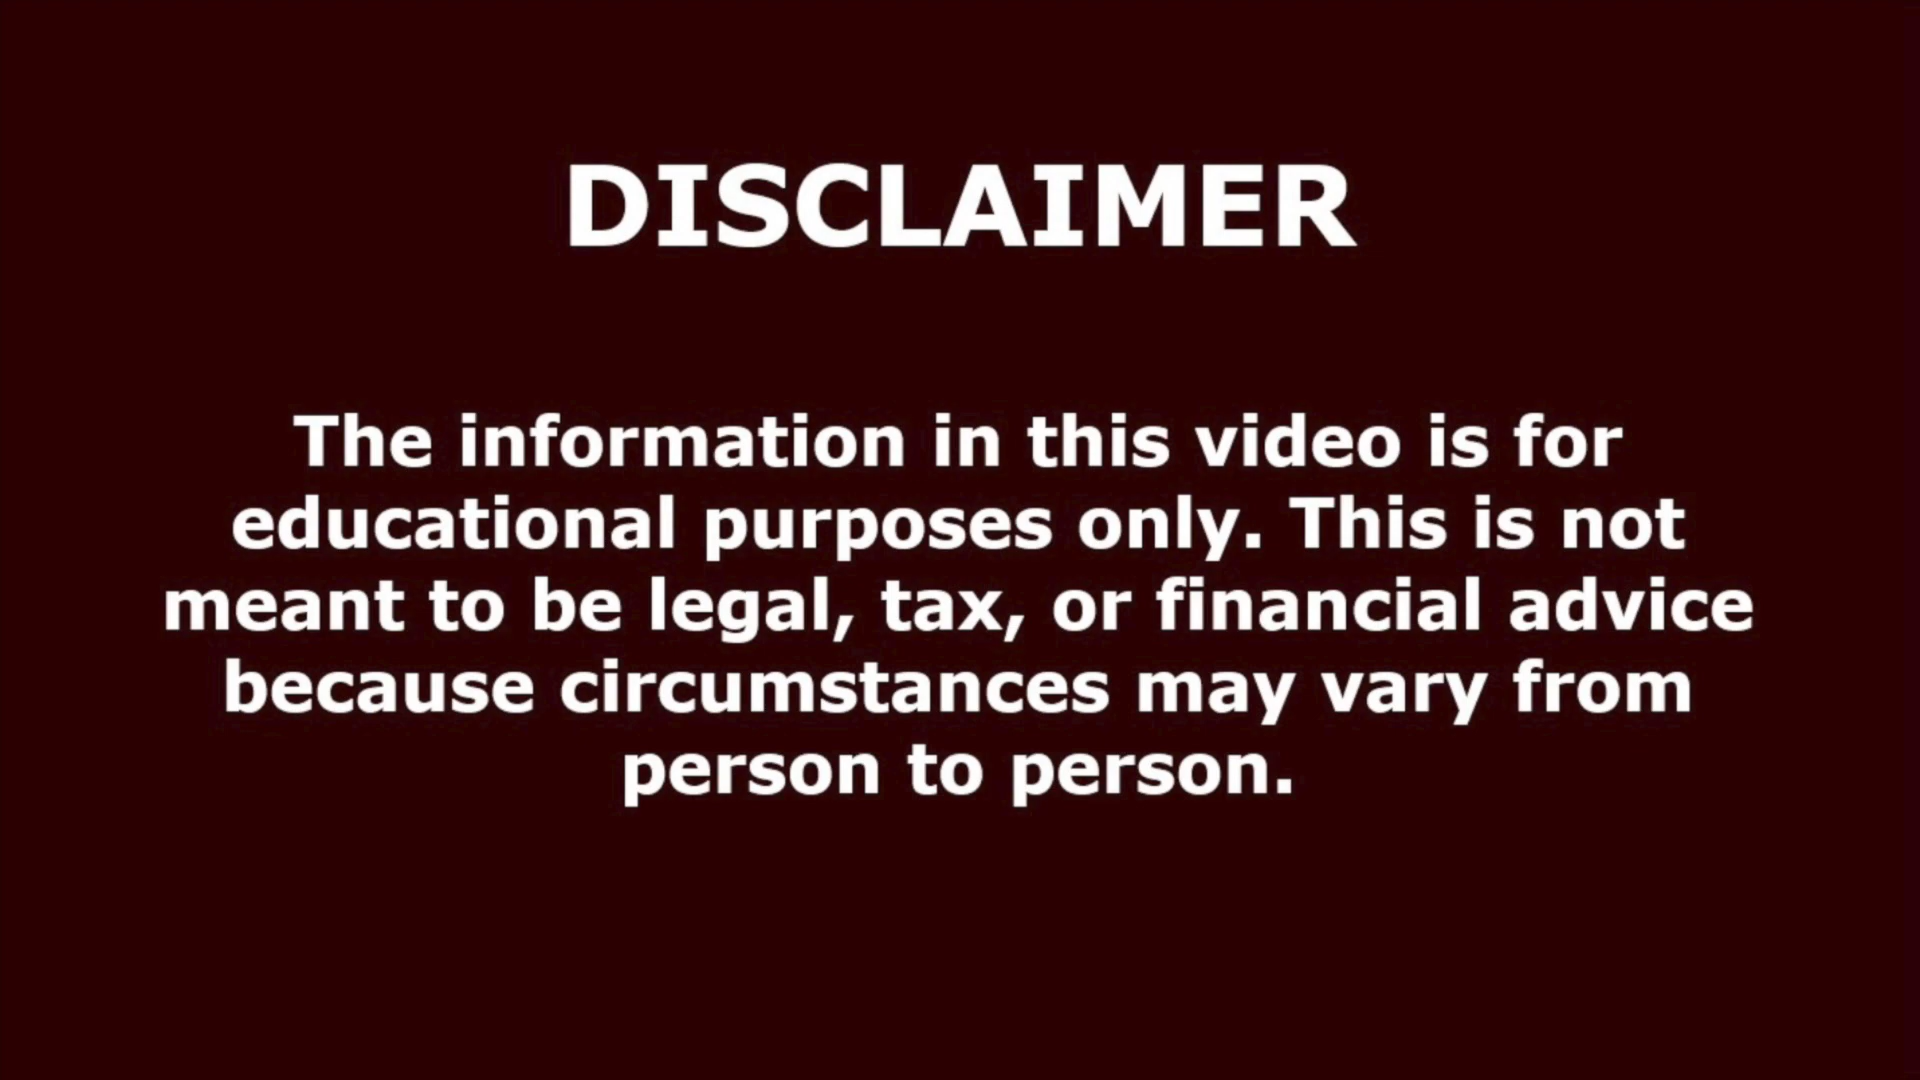 DISCLAIMER
The information in this video is for
educational purposes only. This is not
meant to be legal, tax, or financial advice
because circumstances may vary from
person to person.